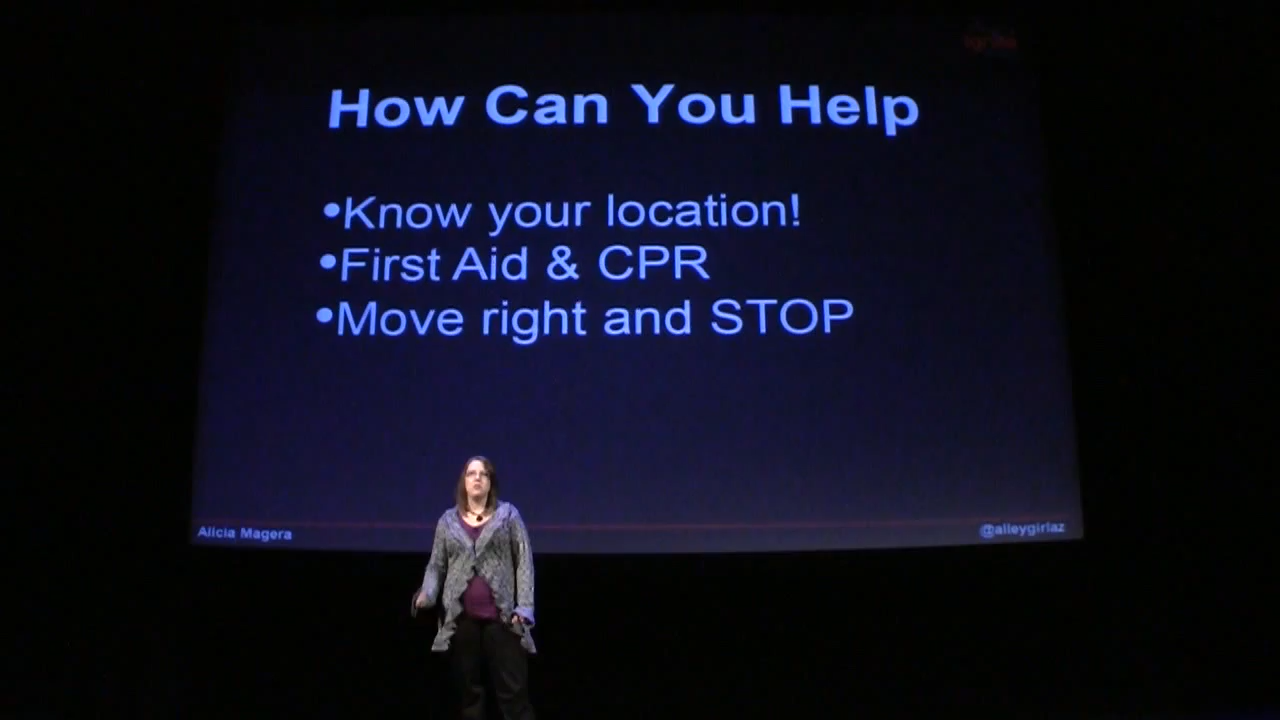 How Can You Help
•Know your location!
•First Aid & CPR
•Move right and STOP
Alicia Magera
@alleygirlaz